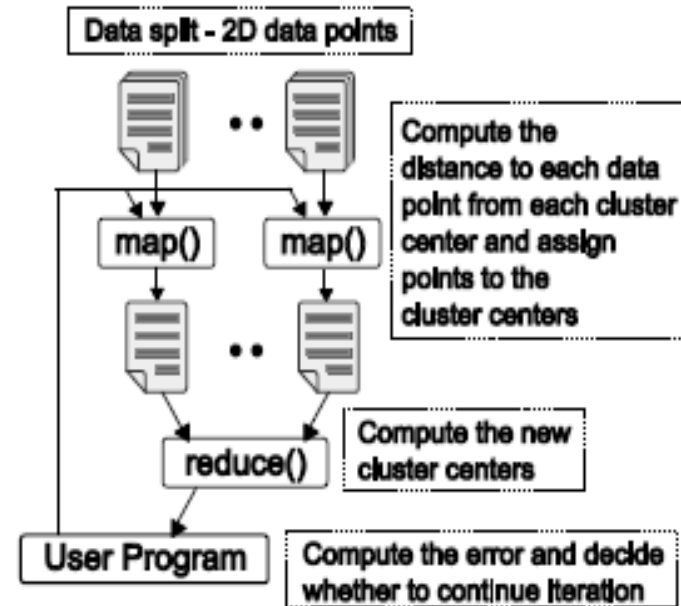 Data split - 2D data points
Compute the
distance to each data
point from each cluster
center and assign
points to the
cluster centers
map()
map()
Compute the new
cluster centers
reduce()
User Program
Compute the error and decide
whether to continue iteration